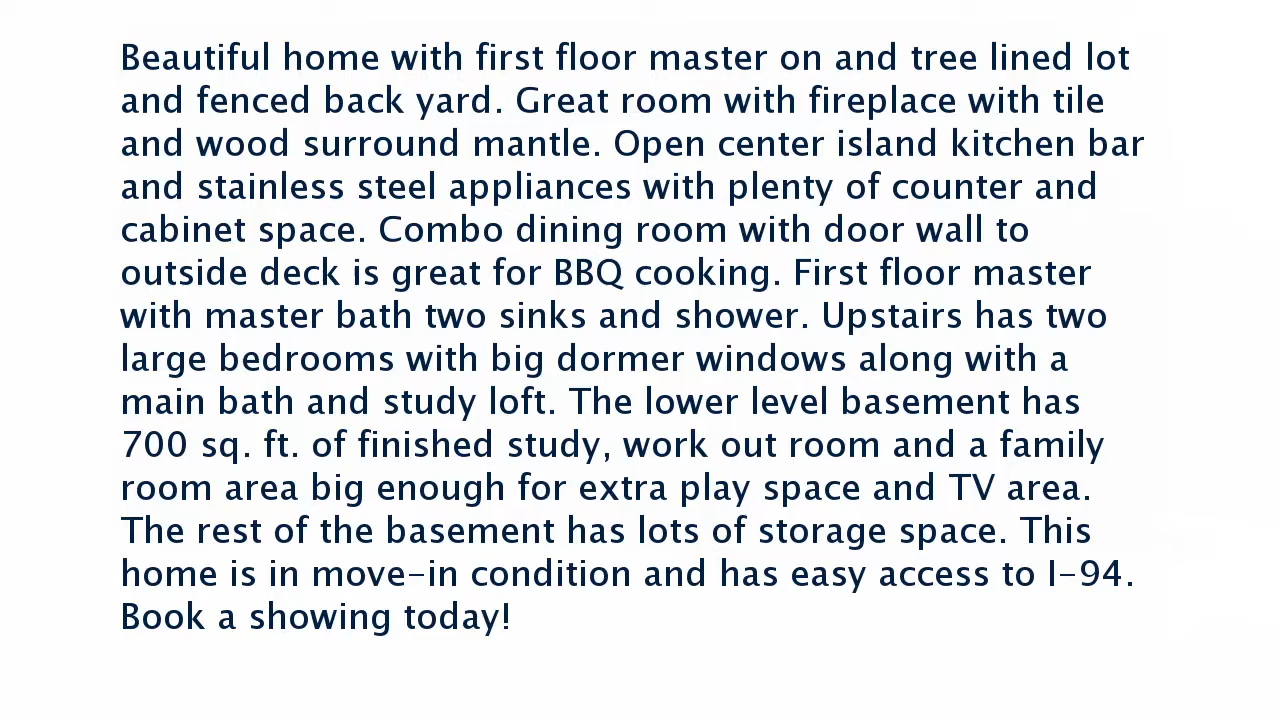 Beautiful home with first floor master on and tree lined lot
and fenced back yard. Great room with fireplace with tile
and wood surround mantle. Open center island kitchen bar
and stainless steel appliances with plenty of counter and
cabinet space. Combo dining room with door wall to
outside deck is great for BBQ cooking. First floor master
with master bath two sinks and shower. Upstairs has two
large bedrooms with big dormer windows along with a
main bath and study loft. The lower level basement has
700 sq. ft. of finished study, work out room and a family
room area big enough for extra play space and TV area.
The rest of the basement has lots of storage space. This
home is in move-in condition and has easy access to I-94.
Book a showing today!